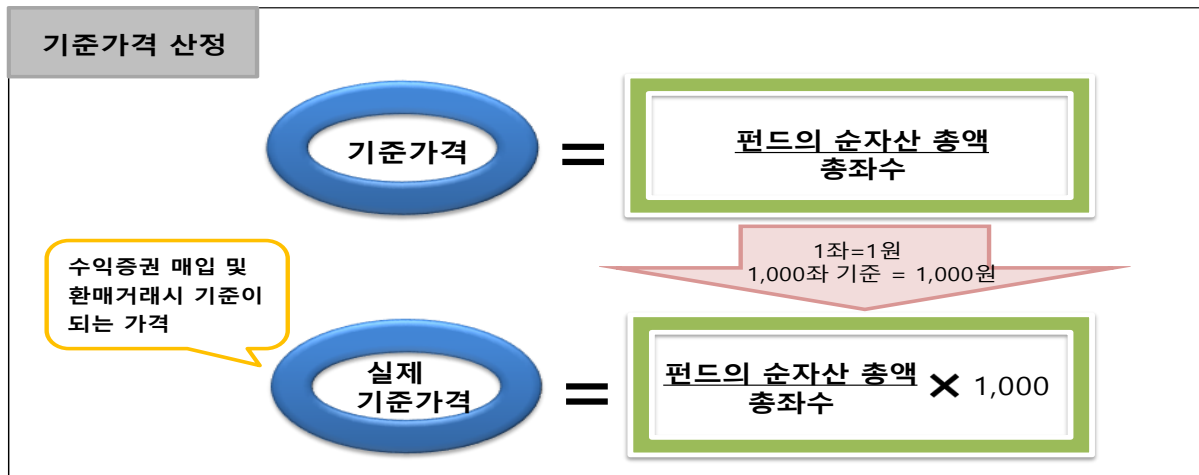 기준가격 산정
기준가격
=
펀드의 순자산 총액
총좌수
1좌=1원
1,000좌 기준 = 1,000원
수익증권 매입 및
환매거래시 기준이
되는 가격
실제
기준가격
=
펀드의 순자산 총액
총좌수
× 1,000